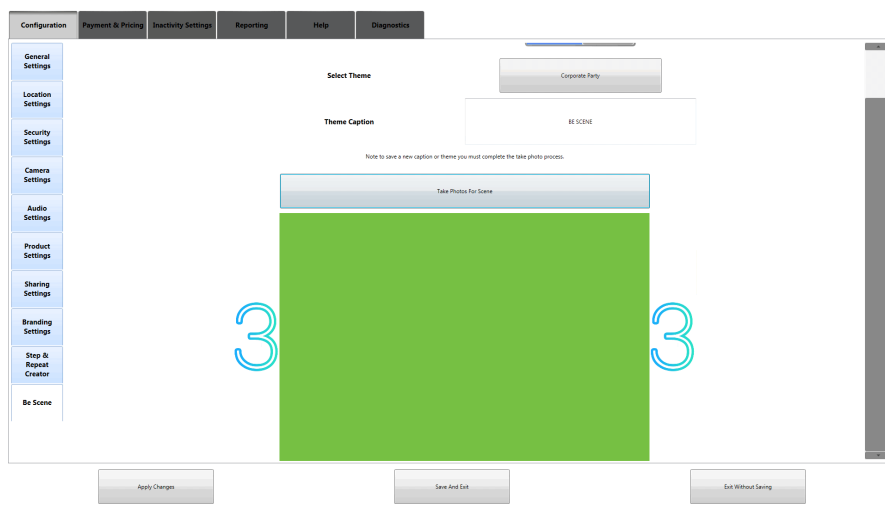 Configuration
Payment & Pricing
Inactivity Settings
Reporting
Help
Diagnostics
General
Settings
Location
Settings
Security
Settings
Camera
Settings
Audio
Settings
Product
Settings
Sharing
Settings
Branding
Settings
Step &
Repeat
Creator
Be Scene
Select Theme
Corporate Party
Theme Caption
BE SCENE
Note to save a new caption or theme you must complete the take photo process.
Take Photos For Scene
3
3
Apply Changes
Save And Exit
Exit Without Saving